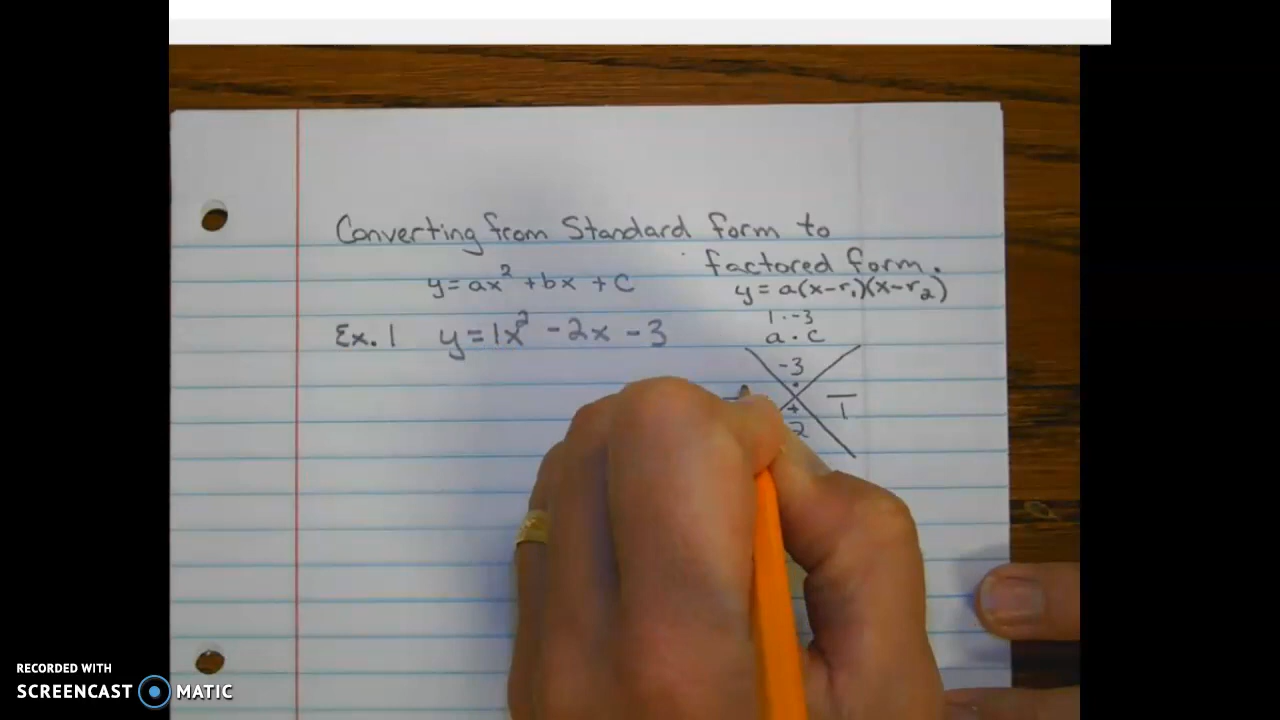 Converting from Standard form to
factored form.
y = ax² + bx + C
y = a(x-r₁)(x-r₂)
Ex. 1 y = 1x² - 2x - 3
1 · -3
a · c
-3
·
+
1
2
RECORDED WITH
SCREENCAST MATIC